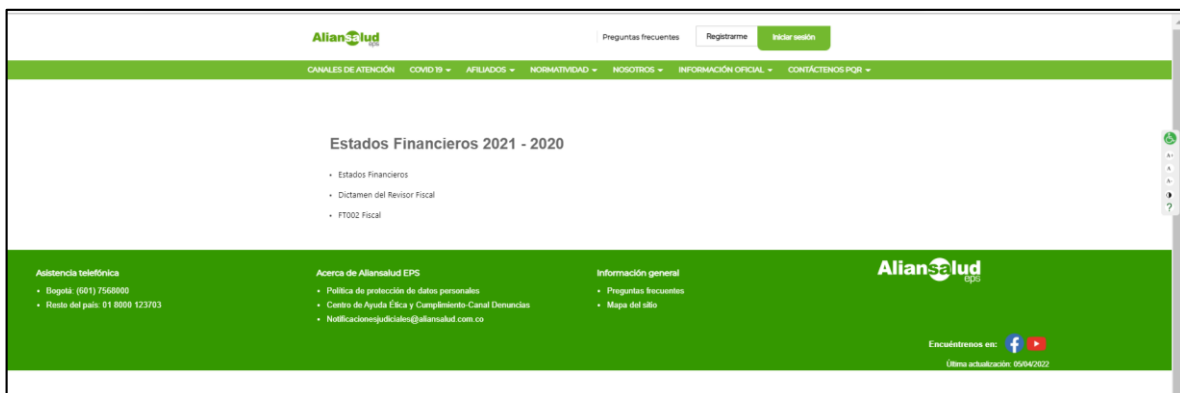 Aliansalud
eps
Preguntas frecuentes
Registrarme
Iniciar sesión
CANALES DE ATENCIÓN
COVID 19
AFILIADOS
NORMATIVIDAD
NOSOTROS
INFORMACIÓN OFICIAL
CONTÁCTENOS PQR
Estados Financieros 2021 - 2020
• Estados Financieros
• Dictamen del Revisor Fiscal
• FT002 Fiscal
A+
A
A-
?
Asistencia telefónica
• Bogotá: (601) 7568000
• Resto del país: 01 8000 123703
Acerca de Aliansalud EPS
• Política de protección de datos personales
• Centro de Ayuda Ética y Cumplimiento-Canal Denuncias
• Notificacionesjudiciales@aliansalud.com.co
Información general
• Preguntas frecuentes
• Mapa del sitio
Aliansalud
eps
Encuéntrenos en:
Última actualización: 05/04/2022